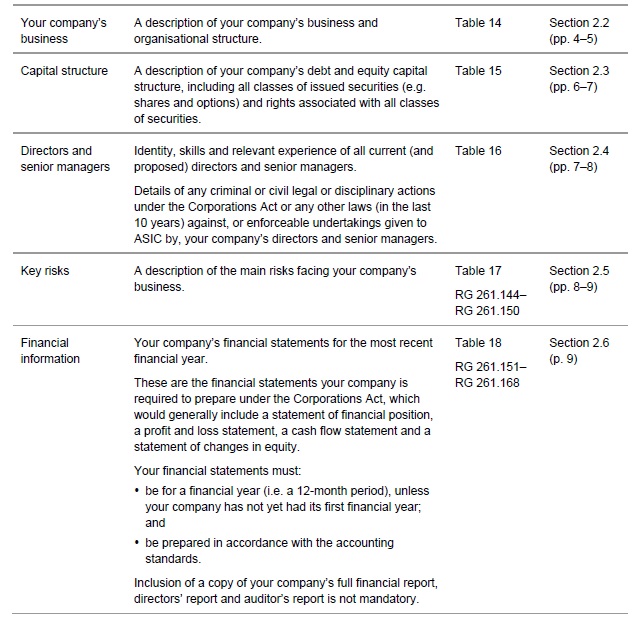 Your company's business
A description of your company's business and organisational structure.
Table 14
Section 2.2 (pp. 4–5)
Capital structure
A description of your company's debt and equity capital structure, including all classes of issued securities (e.g. shares and options) and rights associated with all classes of securities.
Table 15
Section 2.3 (pp. 6–7)
Directors and senior managers
Identity, skills and relevant experience of all current (and proposed) directors and senior managers.
Details of any criminal or civil legal or disciplinary actions under the Corporations Act or any other laws (in the last 10 years) against, or enforceable undertakings given to ASIC by, your company's directors and senior managers.
Table 16
Section 2.4 (pp. 7–8)
Key risks
A description of the main risks facing your company's business.
Table 17
RG 261.144–RG 261.150
Section 2.5 (pp. 8–9)
Financial information
Your company's financial statements for the most recent financial year.
These are the financial statements your company is required to prepare under the Corporations Act, which would generally include a statement of financial position, a profit and loss statement, a cash flow statement and a statement of changes in equity.
Your financial statements must:
• be for a financial year (i.e. a 12-month period), unless your company has not yet had its first financial year; and
• be prepared in accordance with the accounting standards.
Inclusion of a copy of your company's full financial report, directors' report and auditor's report is not mandatory.
Table 18
RG 261.151–RG 261.168
Section 2.6 (p. 9)